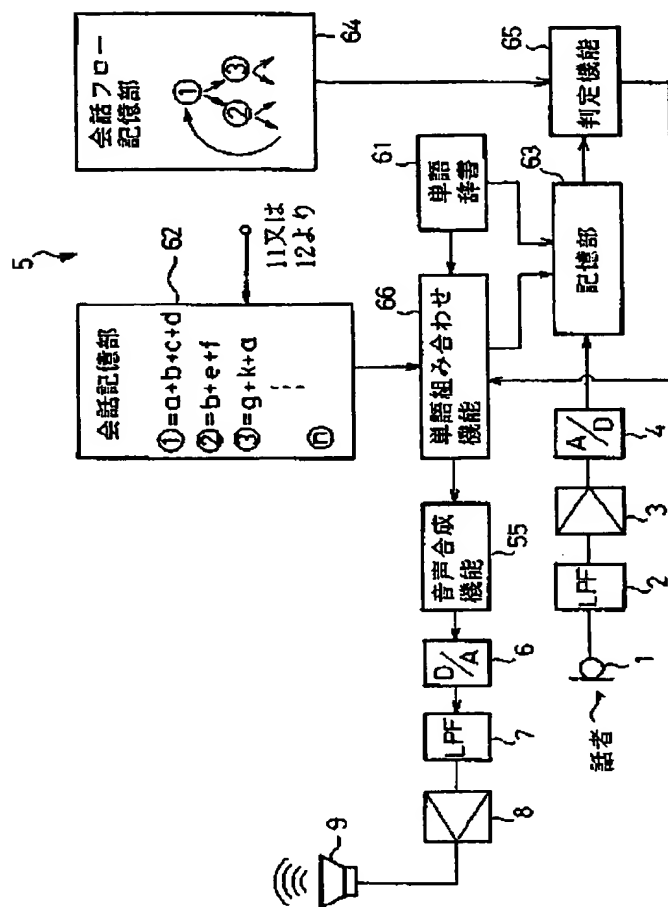 5
会話記憶部
①=a+b+c+d
②=b+e+f
③=g+k+a
ⓝ
62
11又は
12より
会話フロー
記憶部
①
②
③
64
9
8
LPF
7
D/A
6
音声合成
機能
55
単語組み合わせ
機能
66
単語
辞書
61
判定機能
65
記憶部
63
話者
1
LPF
2
3
A/D
4